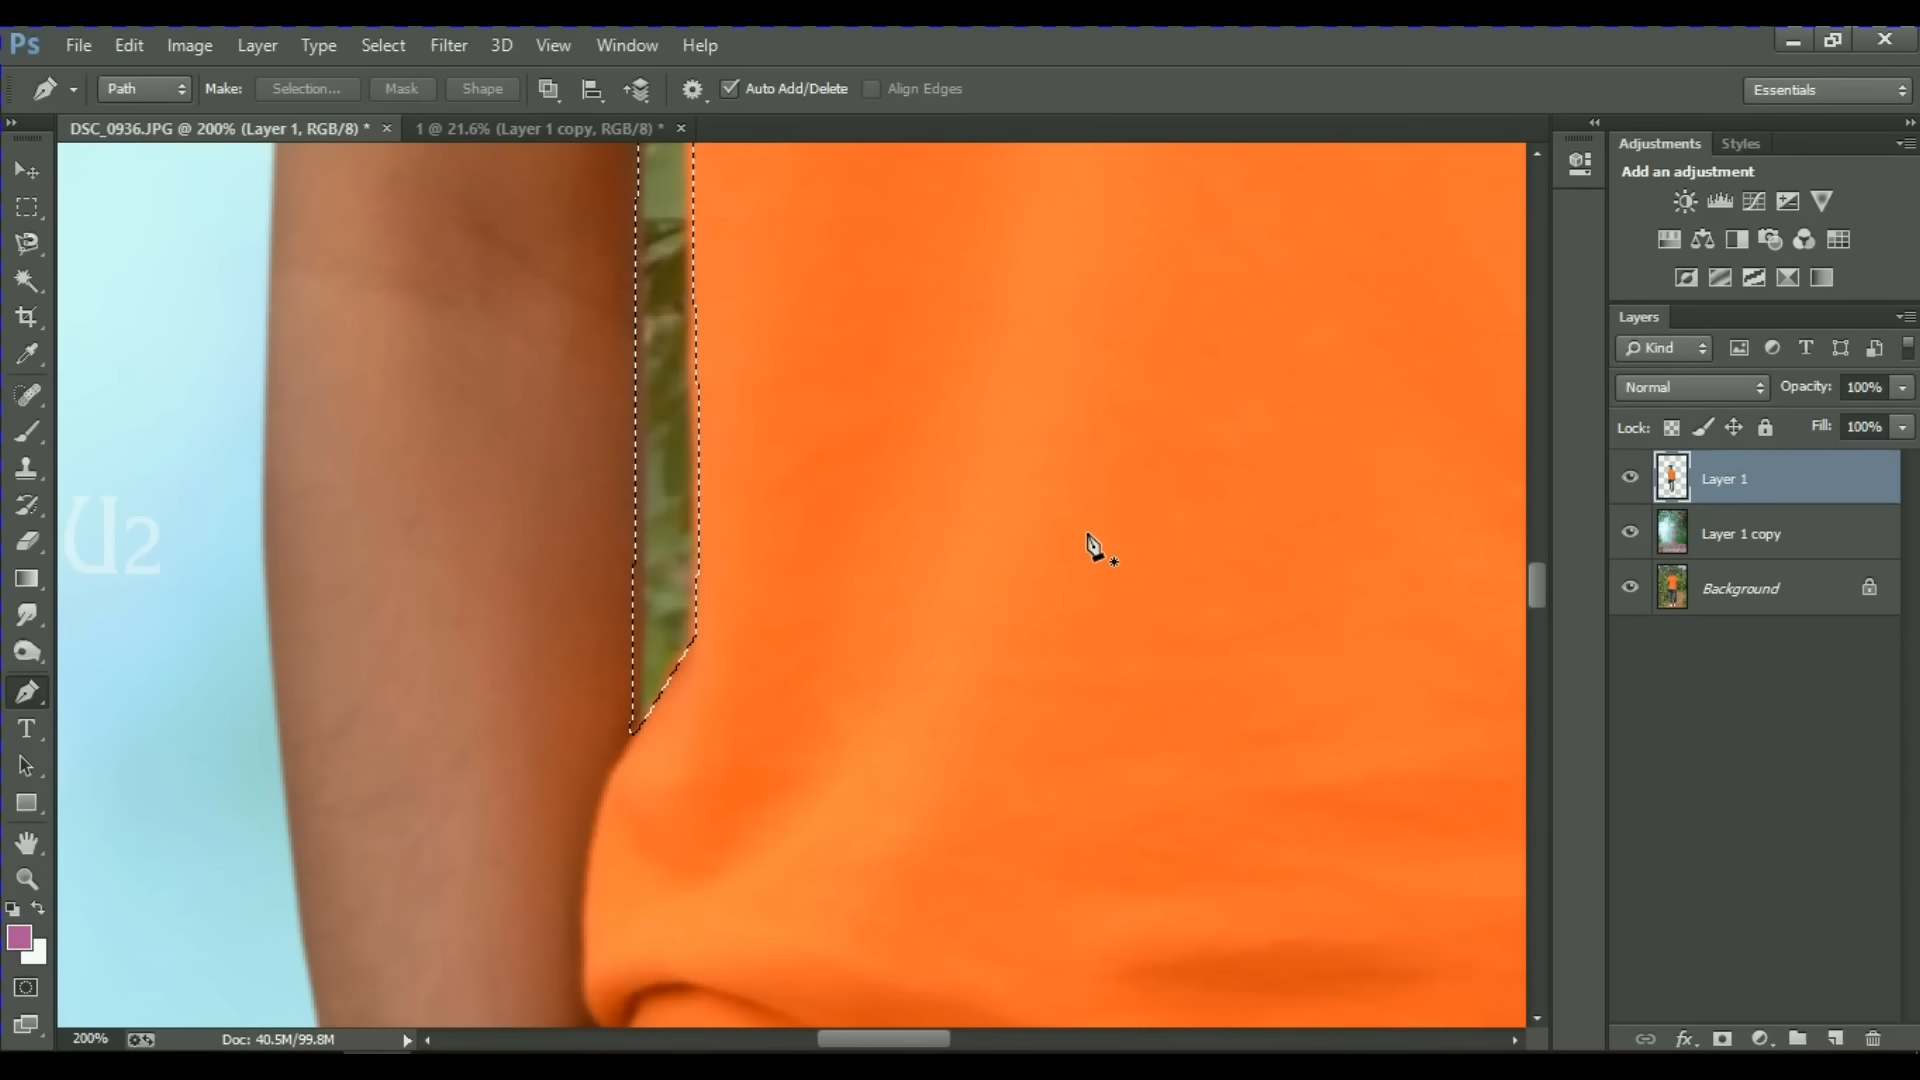 Ps File Edit Image Layer Type Select Filter 3D View Window Help
Path Make: Selection... Mask Shape Auto Add/Delete Align Edges Essentials
DSC_0936.JPG @ 200% (Layer 1, RGB/8) * × 1 @ 21.6% (Layer 1 copy, RGB/8) * ×
Adjustments Styles
Add an adjustment
Layers
Kind
Normal Opacity: 100%
Lock: Fill: 100%
Layer 1
Layer 1 copy
Background
U2
200% Doc: 40.5M/99.8M